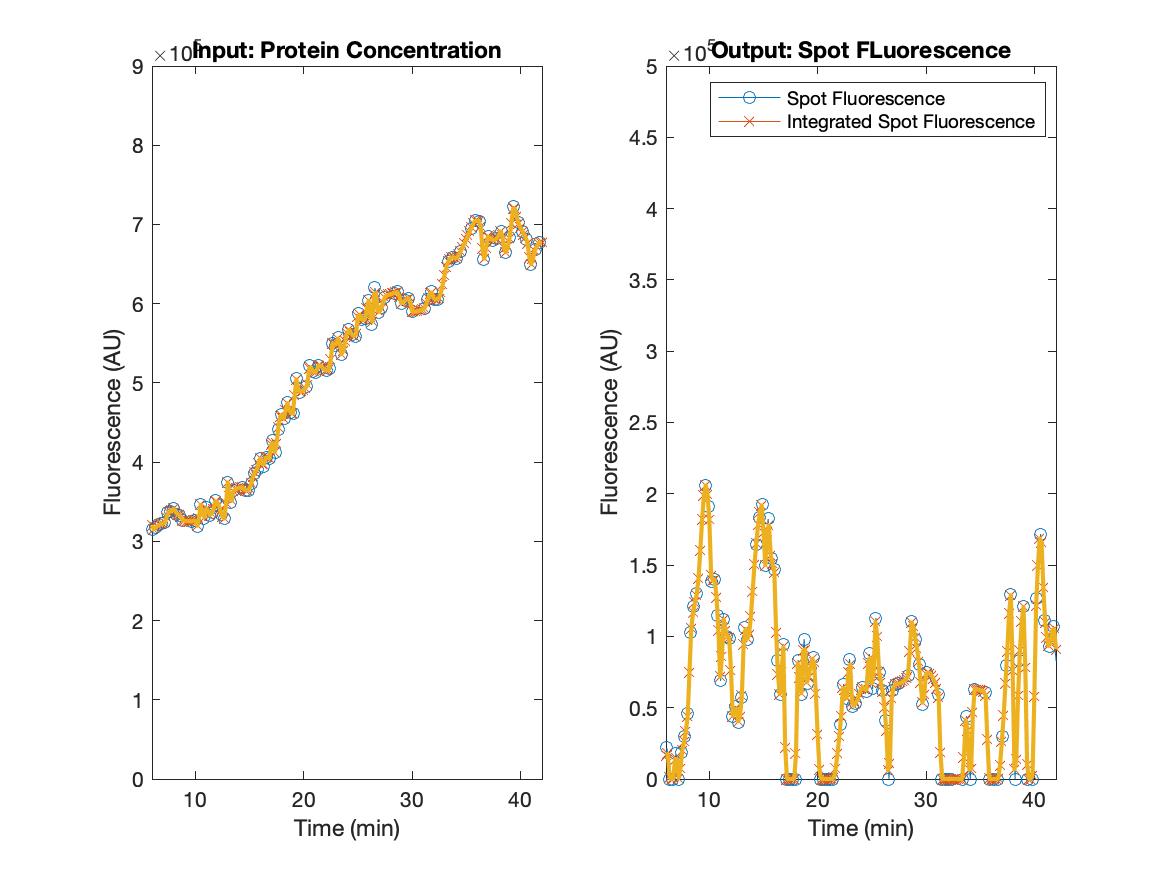 ×10⁵
Input: Protein Concentration
9
8
7
6
5
4
3
2
1
0
Fluorescence (AU)
10 20 30 40
Time (min)
×10⁵
Output: Spot FLuorescence
Spot Fluorescence
Integrated Spot Fluorescence
5
4.5
4
3.5
3
2.5
2
1.5
1
0.5
0
Fluorescence (AU)
10 20 30 40
Time (min)